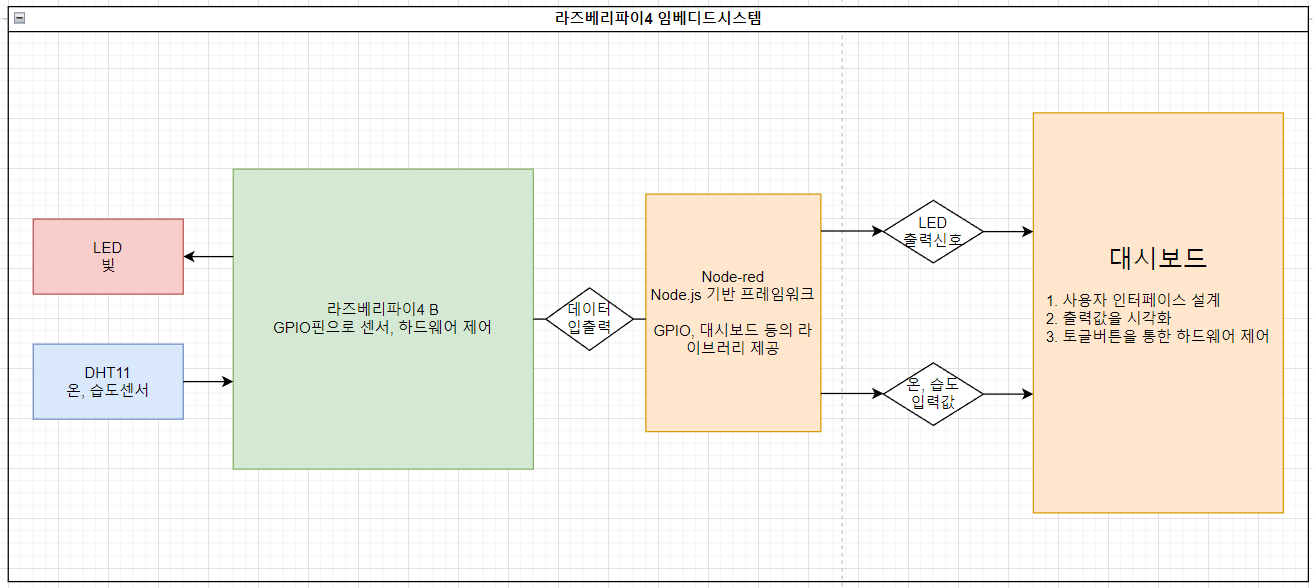 라즈베리파이4 임베디드시스템
LED
빛
DHT11
온, 습도센서
라즈베리파이4 B
GPIO핀으로 센서, 하드웨어 제어
데이터
입출력
Node-red
Node.js 기반 프레임워크
GPIO, 대시보드 등의 라
이브러리 제공
LED
출력신호
온, 습도
입력값
대시보드
1. 사용자 인터페이스 설계
2. 출력값을 시각화
3. 토글버튼을 통한 하드웨어 제어